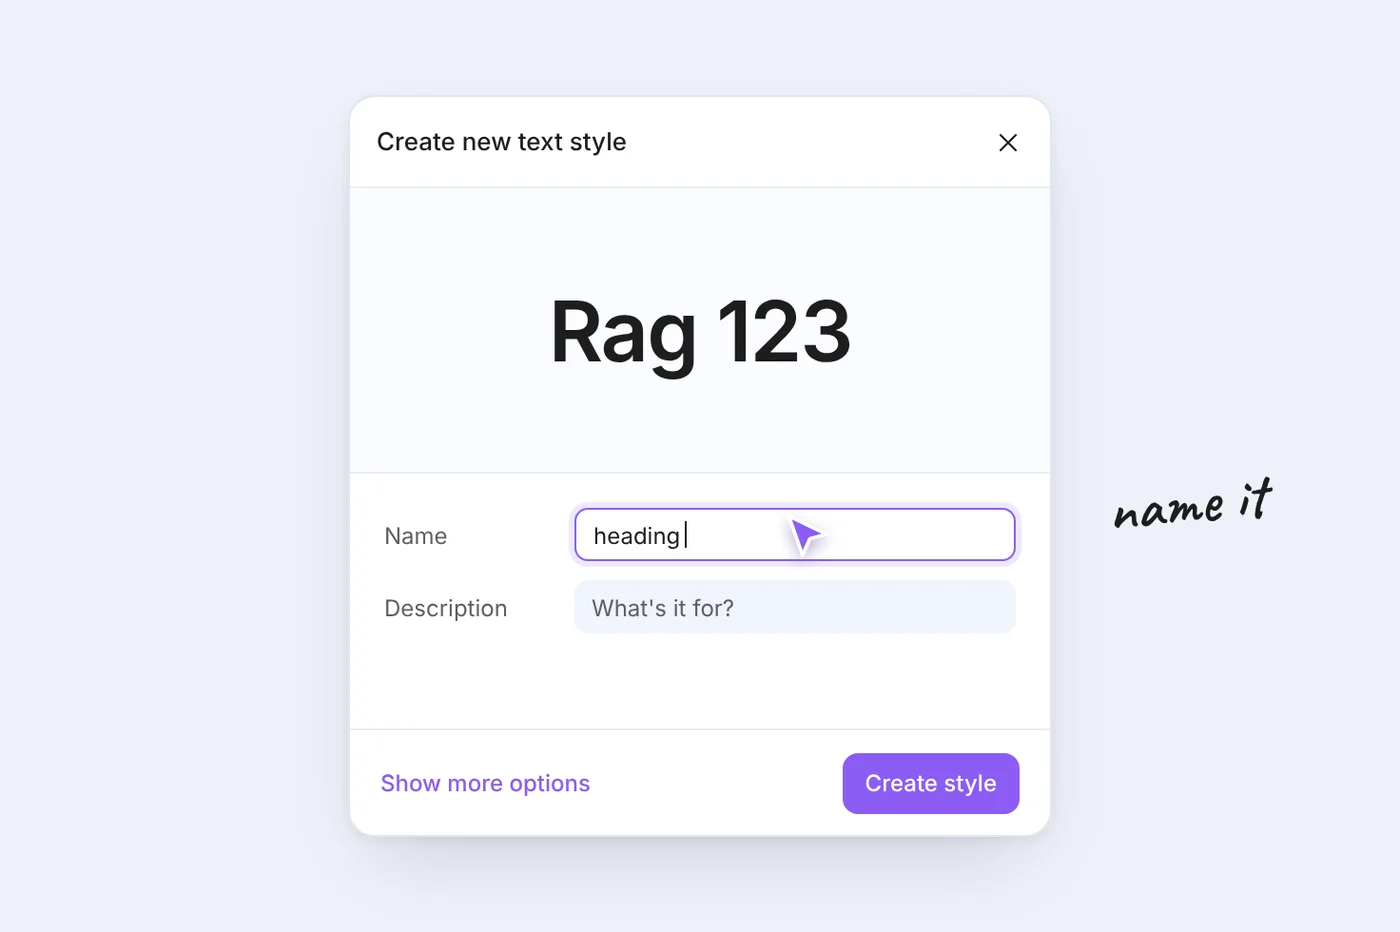 Create new text style
Rag 123
name it
Name
heading
Description
What's it for?
Show more options
Create style